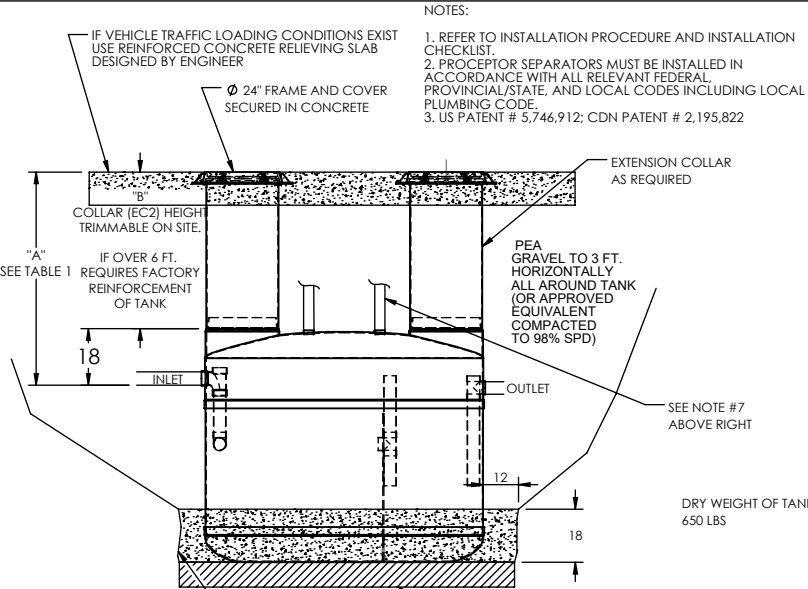 NOTES:
IF VEHICLE TRAFFIC LOADING CONDITIONS EXIST
USE REINFORCED CONCRETE RELIEVING SLAB
DESIGNED BY ENGINEER
1. REFER TO INSTALLATION PROCEDURE AND INSTALLATION
CHECKLIST.
2. PROCEPTOR SEPARATORS MUST BE INSTALLED IN
ACCORDANCE WITH ALL RELEVANT FEDERAL,
PROVINCIAL/STATE, AND LOCAL CODES INCLUDING LOCAL
PLUMBING CODE.
3. US PATENT # 5,746,912; CDN PATENT # 2,195,822
Ø 24" FRAME AND COVER
SECURED IN CONCRETE
EXTENSION COLLAR
AS REQUIRED
"B"
COLLAR (EC2) HEIGHT
TRIMMABLE ON SITE.
"A"
SEE TABLE 1
IF OVER 6 FT.
REQUIRES FACTORY
REINFORCEMENT
OF TANK
PEA
GRAVEL TO 3 FT.
HORIZONTALLY
ALL AROUND TANK
(OR APPROVED
EQUIVALENT
COMPACTED
TO 98% SPD)
18
INLET
OUTLET
SEE NOTE #7
ABOVE RIGHT
12
18
DRY WEIGHT OF TANK
650 LBS